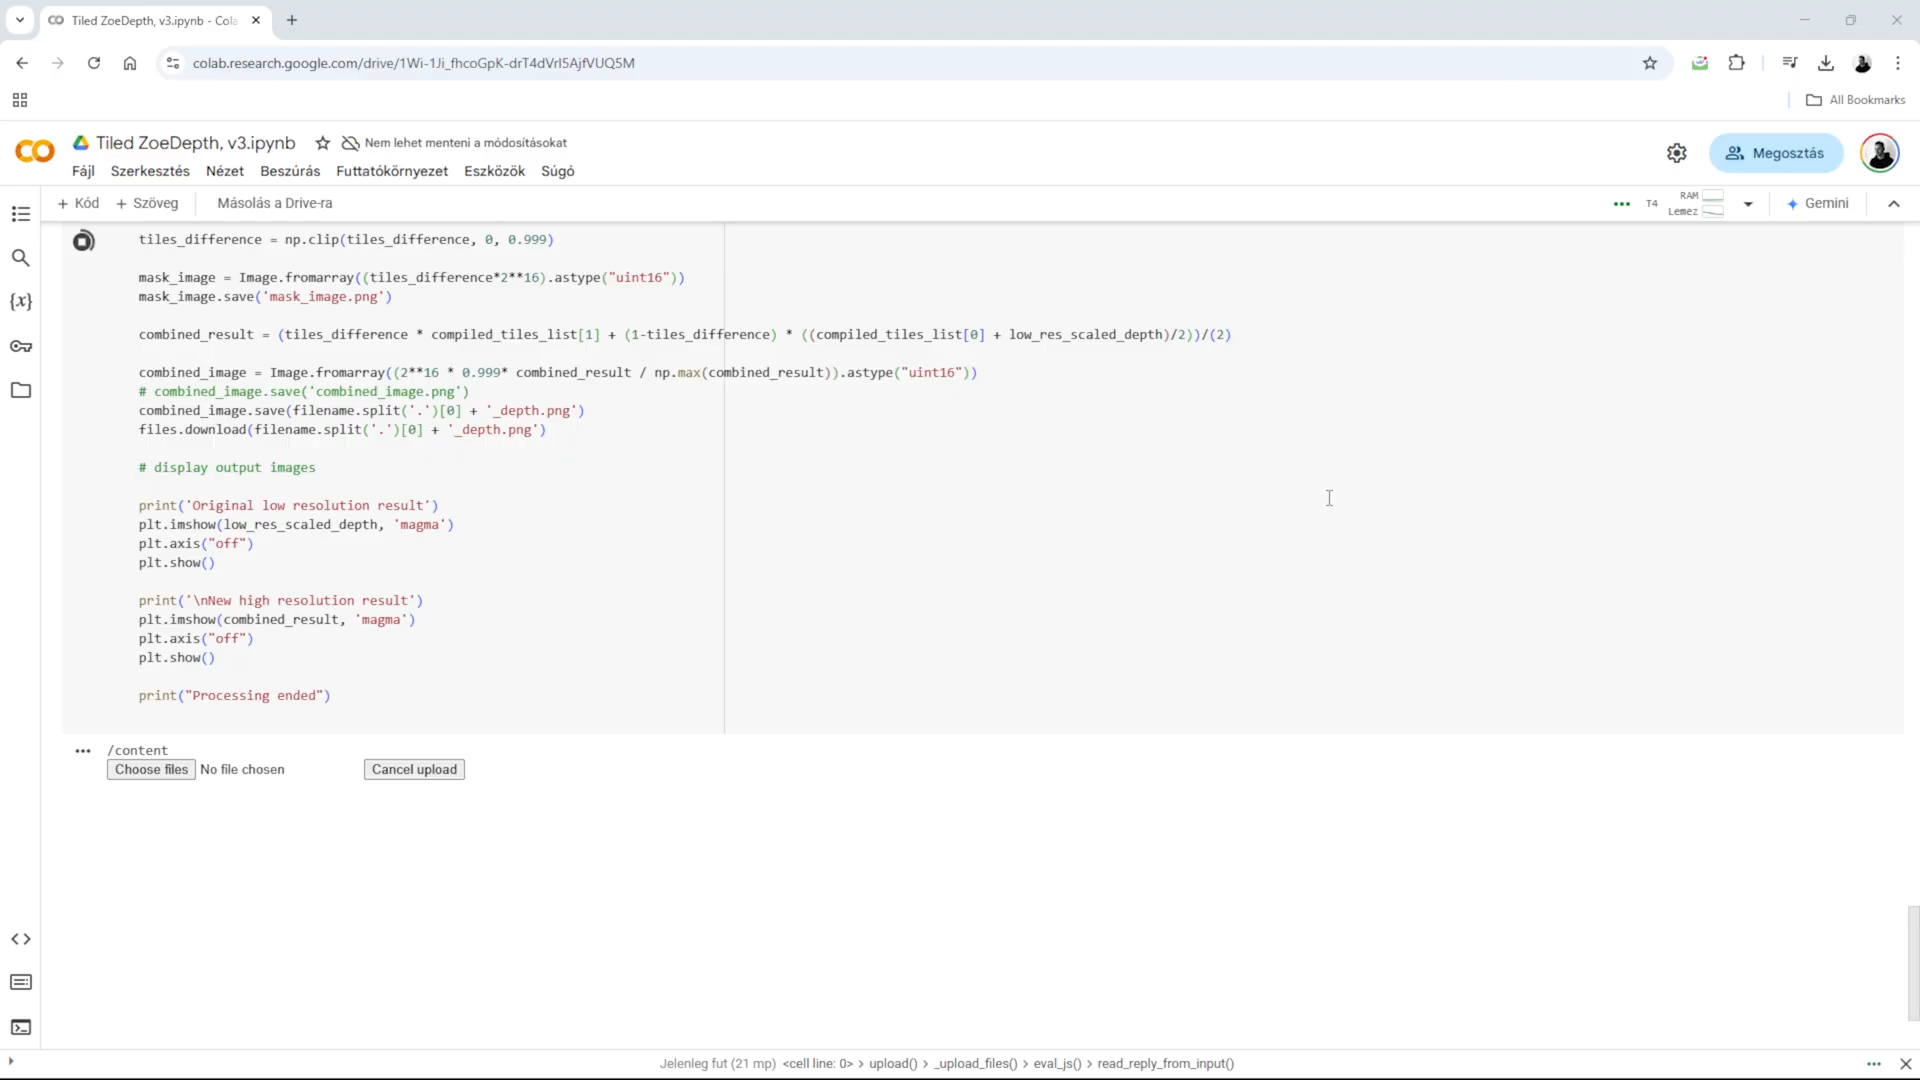 Tiled ZoeDepth, v3.ipynb - Cola
colab.research.google.com/drive/1Wi-1Ji_fhcoGpK-drT4dVrI5AjfVUQ5M
All Bookmarks
Tiled ZoeDepth, v3.ipynb
Nem lehet menteni a módosításokat
Megosztás
Fájl Szerkesztés Nézet Beszúrás Futtatókörnyezet Eszközök Súgó
+ Kód + Szöveg Másolás a Drive-ra
T4
RAM
Lemez
Gemini
tiles_difference = np.clip(tiles_difference, 0, 0.999)
mask_image = Image.fromarray((tiles_difference*2**16).astype("uint16"))
mask_image.save('mask_image.png')
combined_result = (tiles_difference * compiled_tiles_list[1] + (1-tiles_difference) * ((compiled_tiles_list[0] + low_res_scaled_depth)/2))/(2)
combined_image = Image.fromarray((2**16 * 0.999* combined_result / np.max(combined_result)).astype("uint16"))
# combined_image.save('combined_image.png')
combined_image.save(filename.split('.')[0] + '_depth.png')
files.download(filename.split('.')[0] + '_depth.png')
# display output images
print('Original low resolution result')
plt.imshow(low_res_scaled_depth, 'magma')
plt.axis("off")
plt.show()
print('\nNew high resolution result')
plt.imshow(combined_result, 'magma')
plt.axis("off")
plt.show()
print("Processing ended")
/content
Choose files No file chosen Cancel upload
Jelenleg fut (21 mp) <cell line: 0> > upload() > _upload_files() > eval_js() > read_reply_from_input()